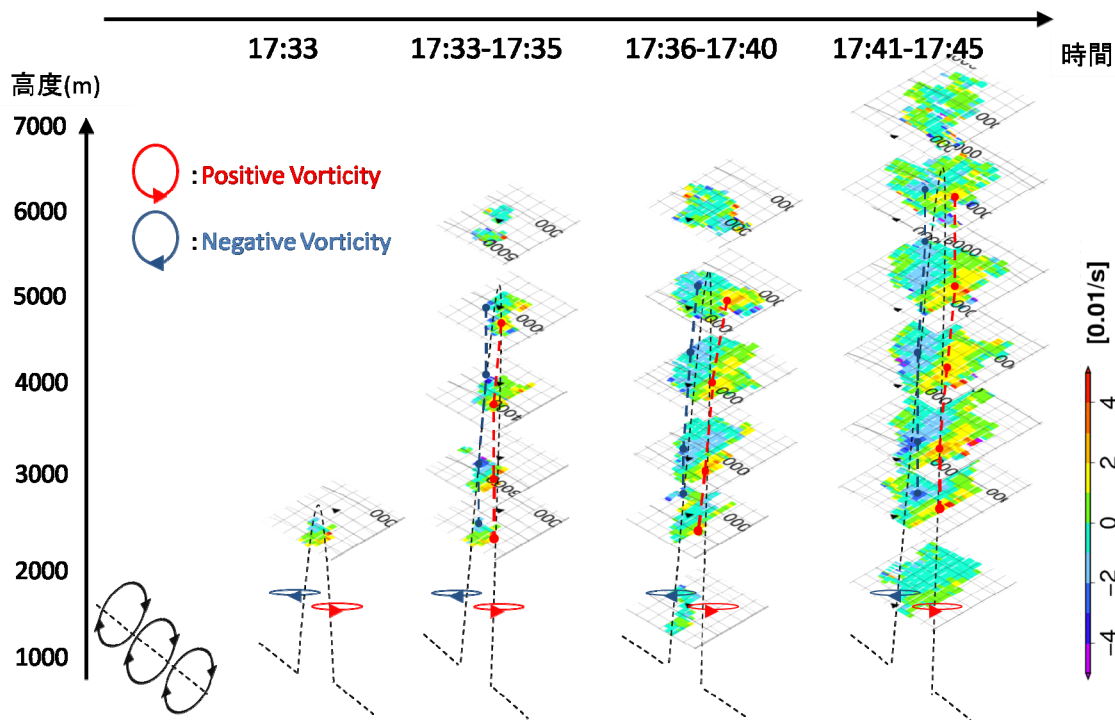 17:33 17:33-17:35 17:36-17:40 17:41-17:45 時間
高度(m)
7000
6000
5000
4000
3000
2000
1000
: Positive Vorticity
: Negative Vorticity
[0.01/s]
4
2
0
−2
−4